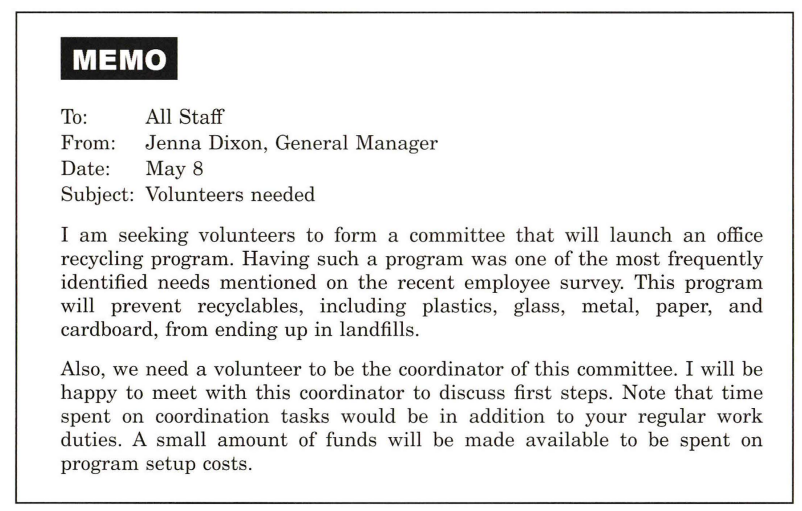 MEMO
To: All Staff
From: Jenna Dixon, General Manager
Date: May 8
Subject: Volunteers needed
I am seeking volunteers to form a committee that will launch an office
recycling program. Having such a program was one of the most frequently
identified needs mentioned on the recent employee survey. This program
will prevent recyclables, including plastics, glass, metal, paper, and
cardboard, from ending up in landfills.
Also, we need a volunteer to be the coordinator of this committee. I will be
happy to meet with this coordinator to discuss first steps. Note that time
spent on coordination tasks would be in addition to your regular work
duties. A small amount of funds will be made available to be spent on
program setup costs.